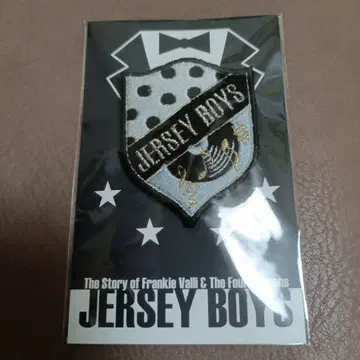 JERSEY BOYS
The Story of Frankie Valli & The Four Seasons
JERSEY BOYS